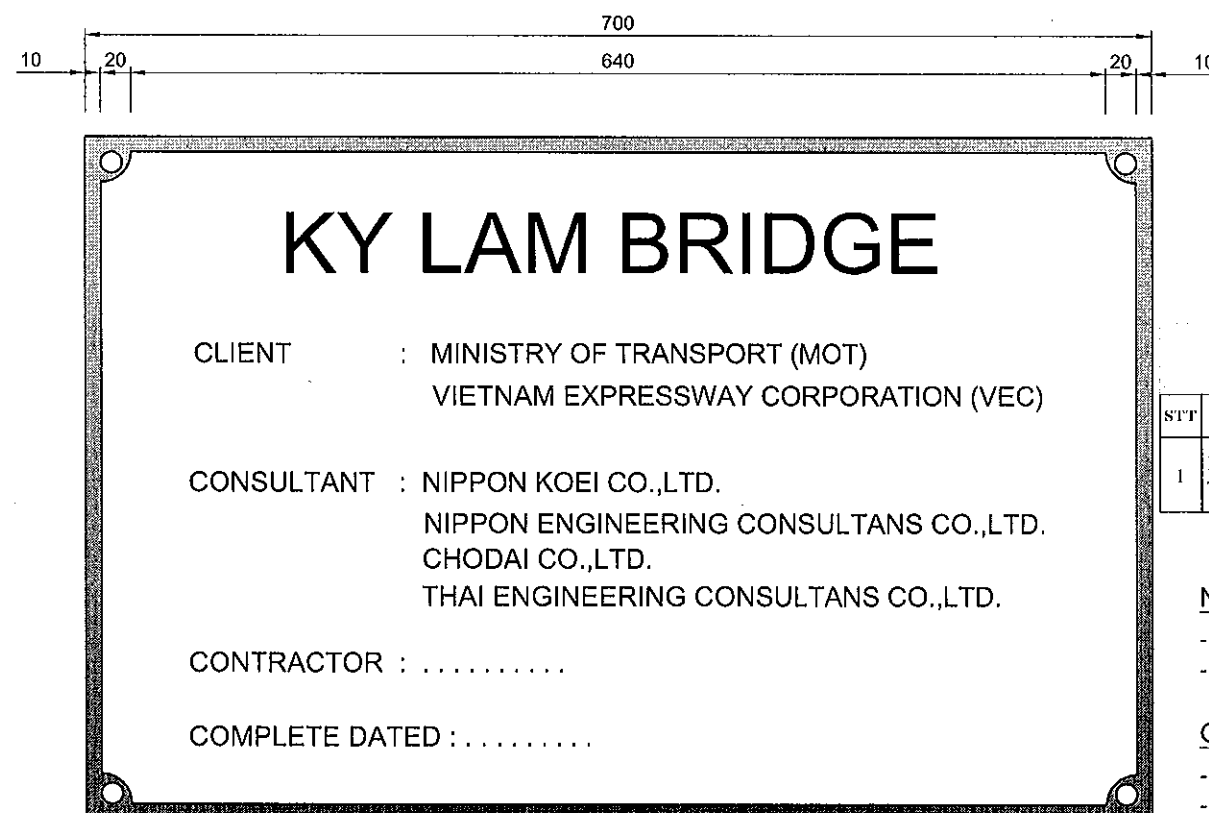 700
10 20 640 20 10
KY LAM BRIDGE
CLIENT : MINISTRY OF TRANSPORT (MOT)
VIETNAM EXPRESSWAY CORPORATION (VEC)
STT
1
CONSULTANT : NIPPON KOEI CO.,LTD.
NIPPON ENGINEERING CONSULTANS CO.,LTD.
CHODAI CO.,LTD.
THAI ENGINEERING CONSULTANS CO.,LTD.
CONTRACTOR : . . . . . . . . . .
COMPLETE DATED : . . . . . . . . .